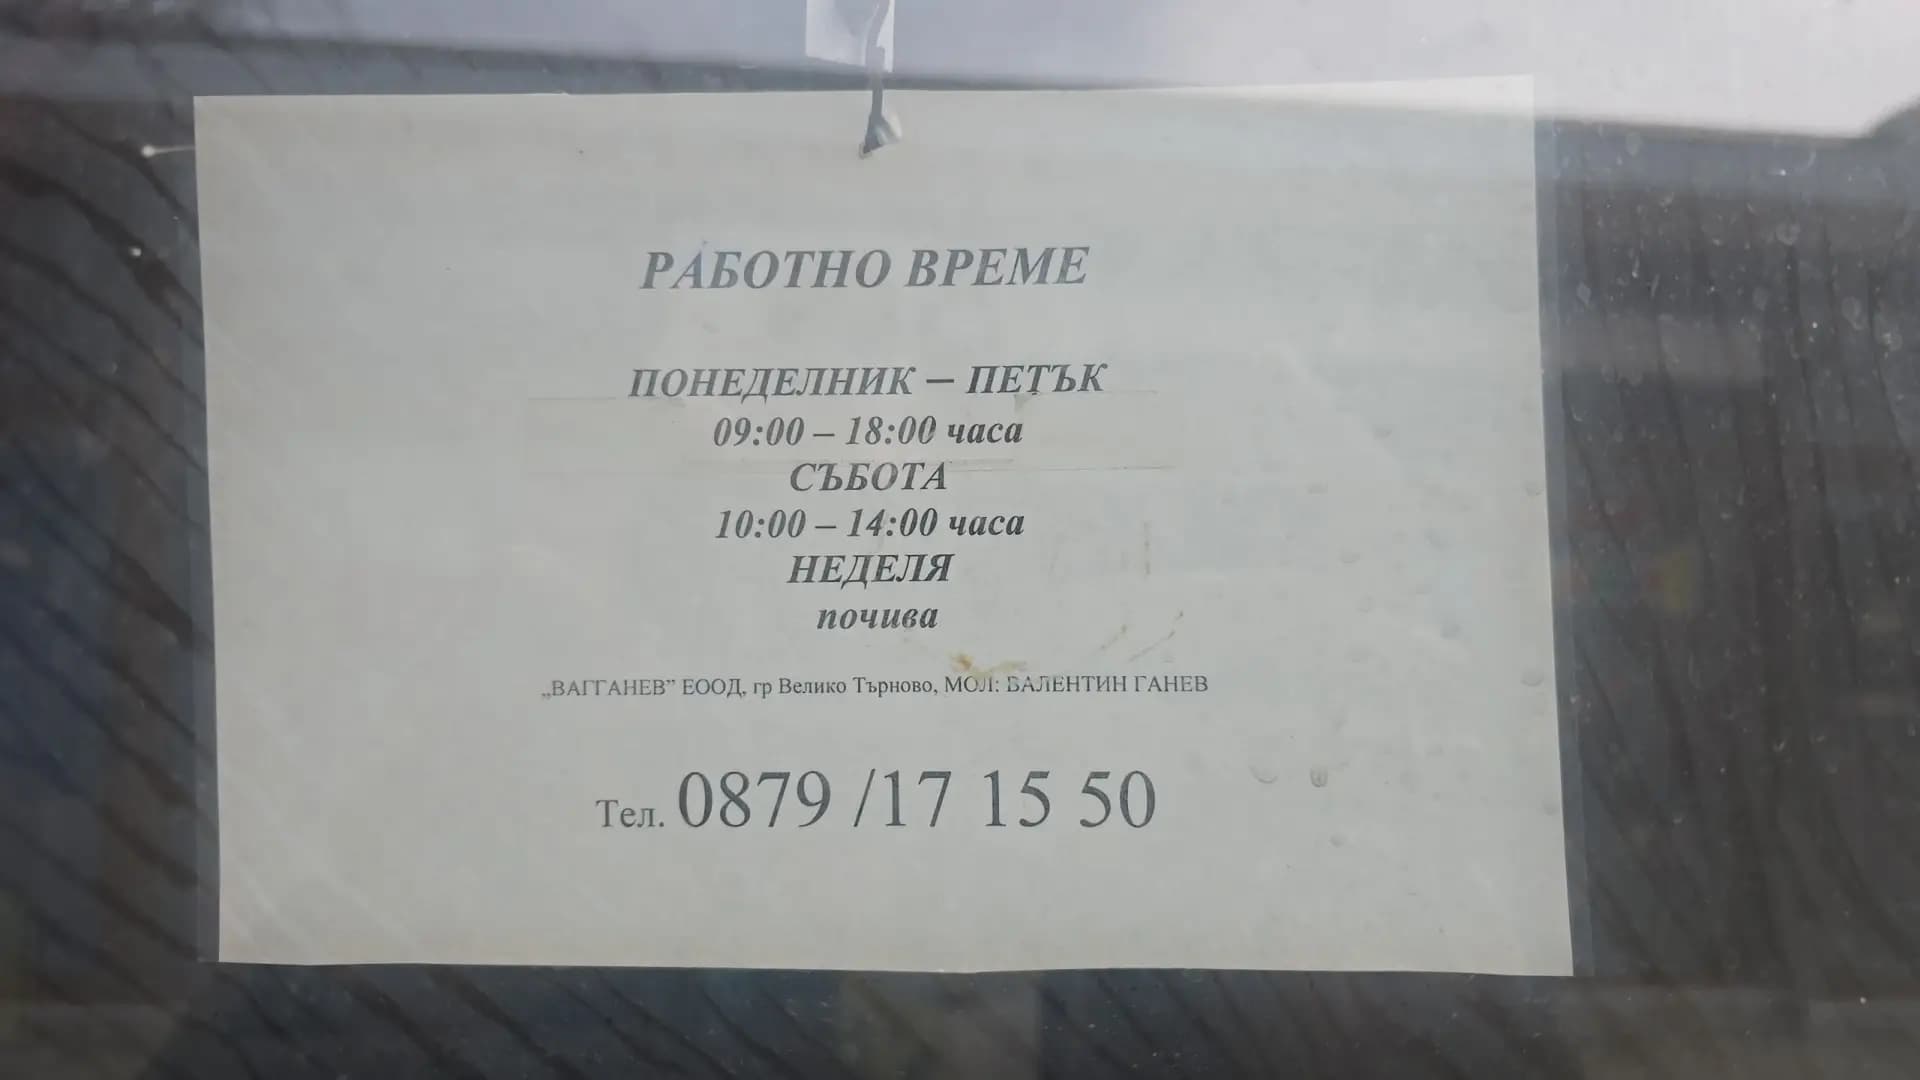 РАБОТНО ВРЕМЕ
ПОНЕДЕЛНИК – ПЕТЪК
09:00 – 18:00 часа
СЪБОТА
10:00 – 14:00 часа
НЕДЕЛЯ
почива
„ВАГГАНЕВ” ЕООД, гр Велико Търново, МОЛ: ВАЛЕНТИН ГАНЕВ
Тел. 0879 /17 15 50